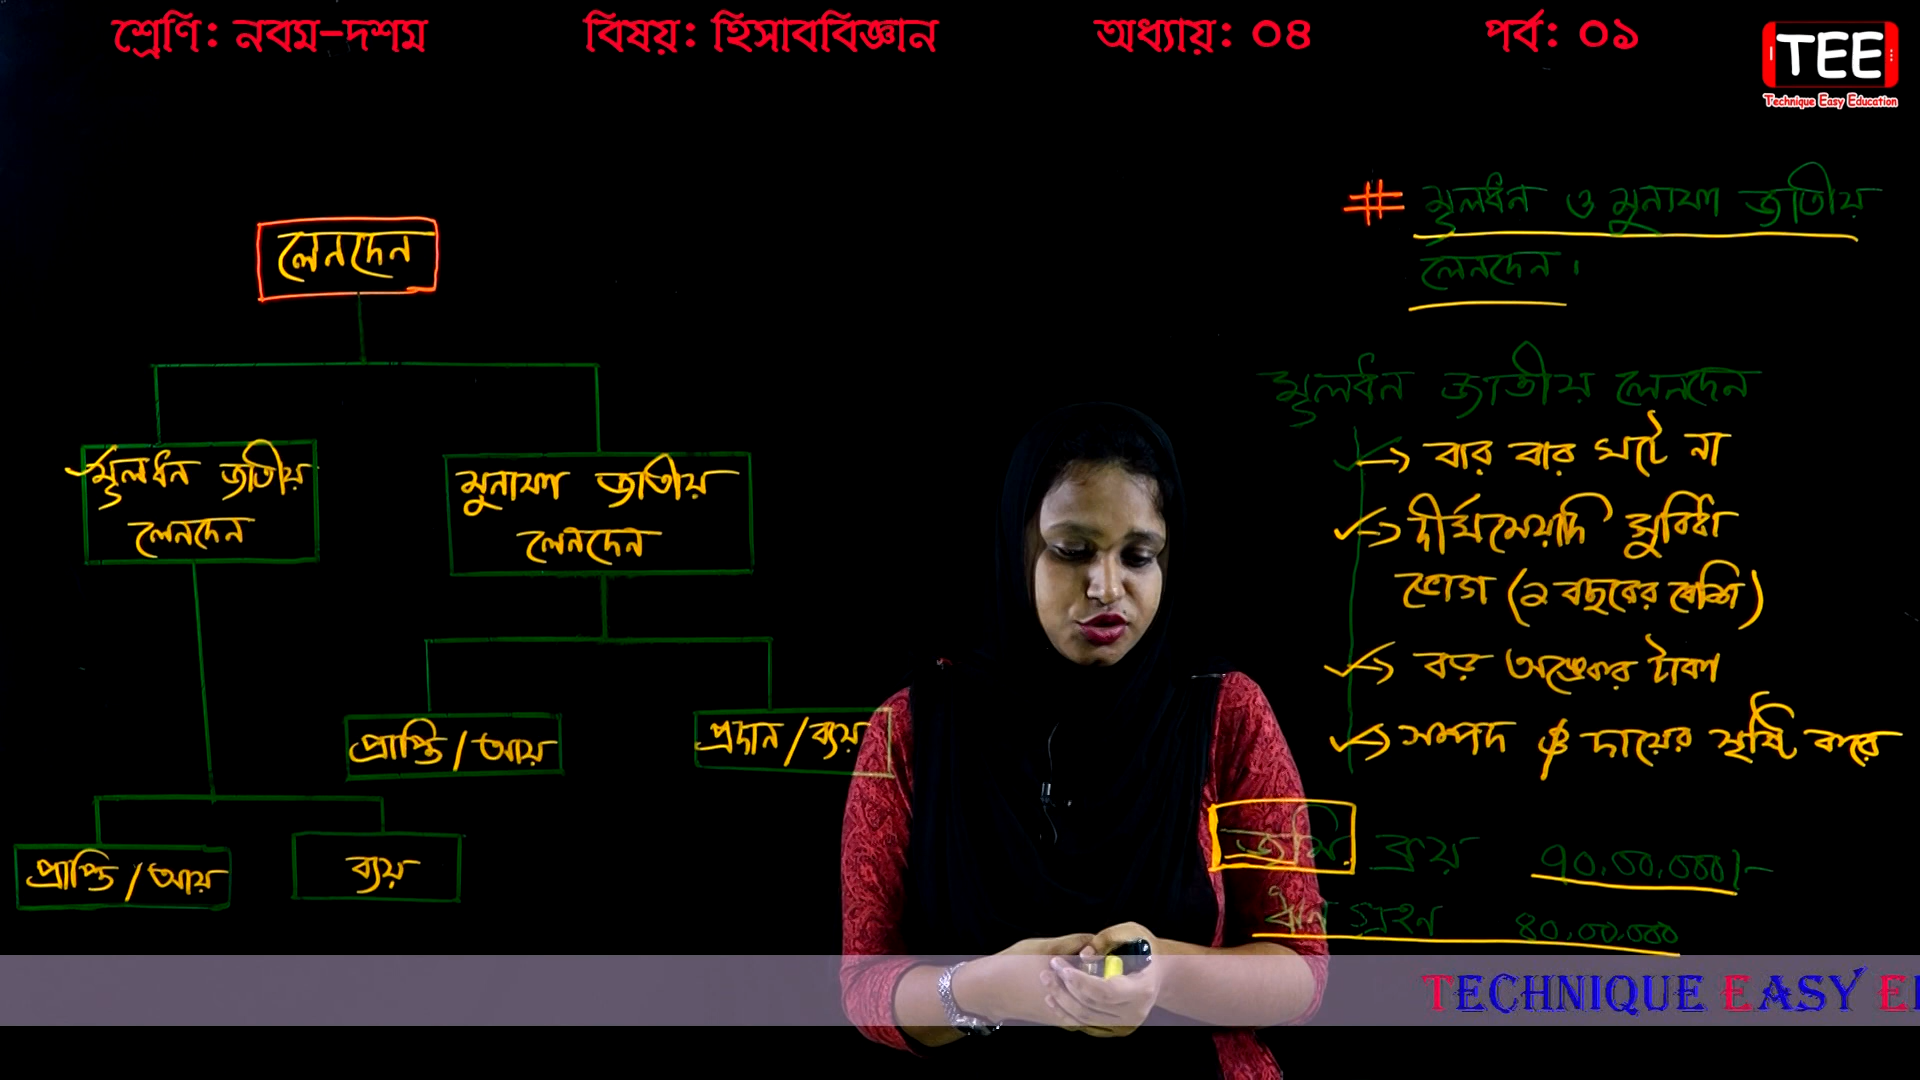 শ্রেণি: নবম-দশম বিষয়: হিসাববিজ্ঞান অধ্যায়: ০৪ পর্ব: ০১
TEE
Technique Easy Education
# মূলধন ও মুনাফা জাতীয়
লেনদেন।
লেনদেন
মূলধন জাতীয়
লেনদেন
মুনাফা জাতীয়
লেনদেন
প্রাপ্তি/আয়
প্রদান/ব্যয়
প্রাপ্তি/আয়
ব্যয়
মূলধন জাতীয় লেনদেন
→ বার বার ঘটে না
→ দীর্ঘমেয়াদি সুবিধা
ভোগ (১ বছরের বেশি)
→ বড় অঙ্কের টাকা
→ সম্পদ ও দায়ের সৃষ্টি করে
জমি ক্রয় ৭০,০০,০০০/-
ঋণ গ্রহন ৪০,০০,০০০
TECHNIQUE EASY